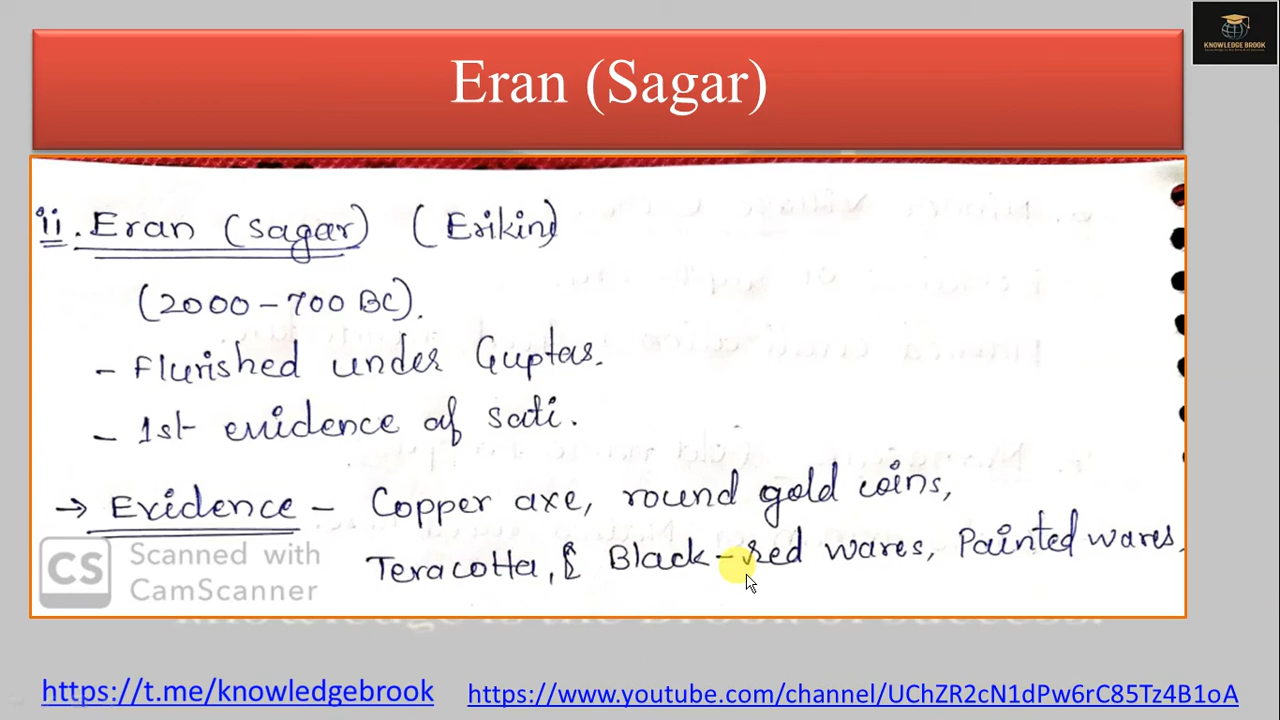 KNOWLEDGE BROOK
Eran (Sagar)
ii. Eran (Sagar) (Erikin)
(2000-700 BC).
- Flurished under Guptas.
- 1st evidence of sati.
→ Evidence - Copper axe, round gold coins,
Teracotta, & Black-red wares, Painted wares.
CS Scanned with
CamScanner
https://t.me/knowledgebrook
https://www.youtube.com/channel/UChZR2cN1dPw6rC85Tz4B1oA